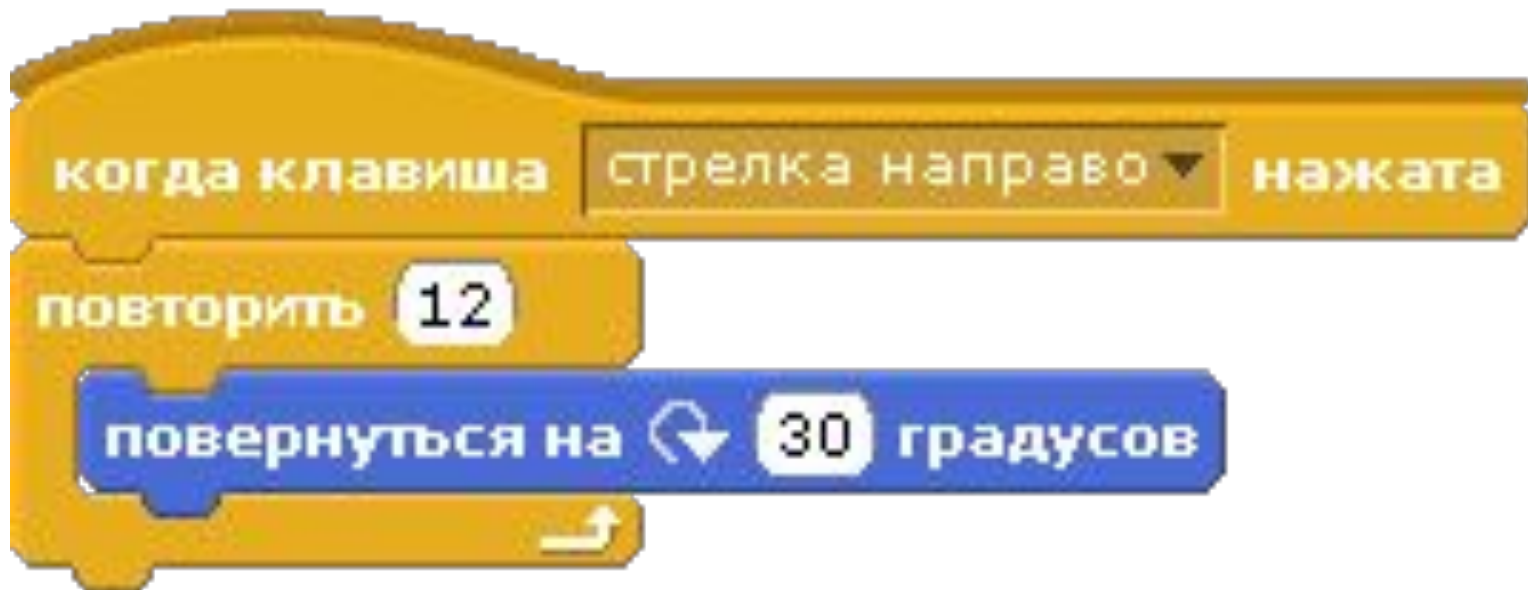 когда клавиша стрелка направо нажата
повторить 12
повернуться на 30 градусов